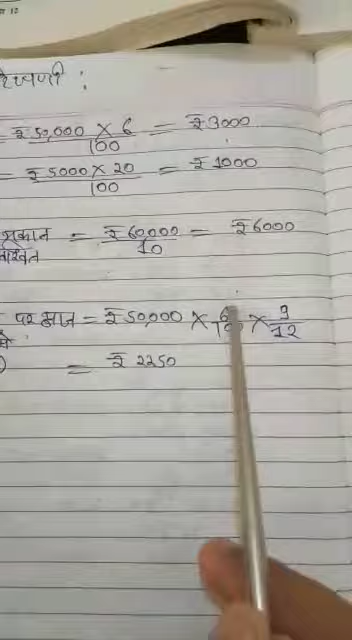 टिप्पणी :
= ₹ 50,000 × 6 / 100 = ₹ 3000
= ₹ 5000 × 20 / 100 = ₹ 1000
= ₹ 60000 / 10 = ₹ 6000
पर ब्याज = ₹ 50,000 × 6 × 9 / 12
= ₹ 2250